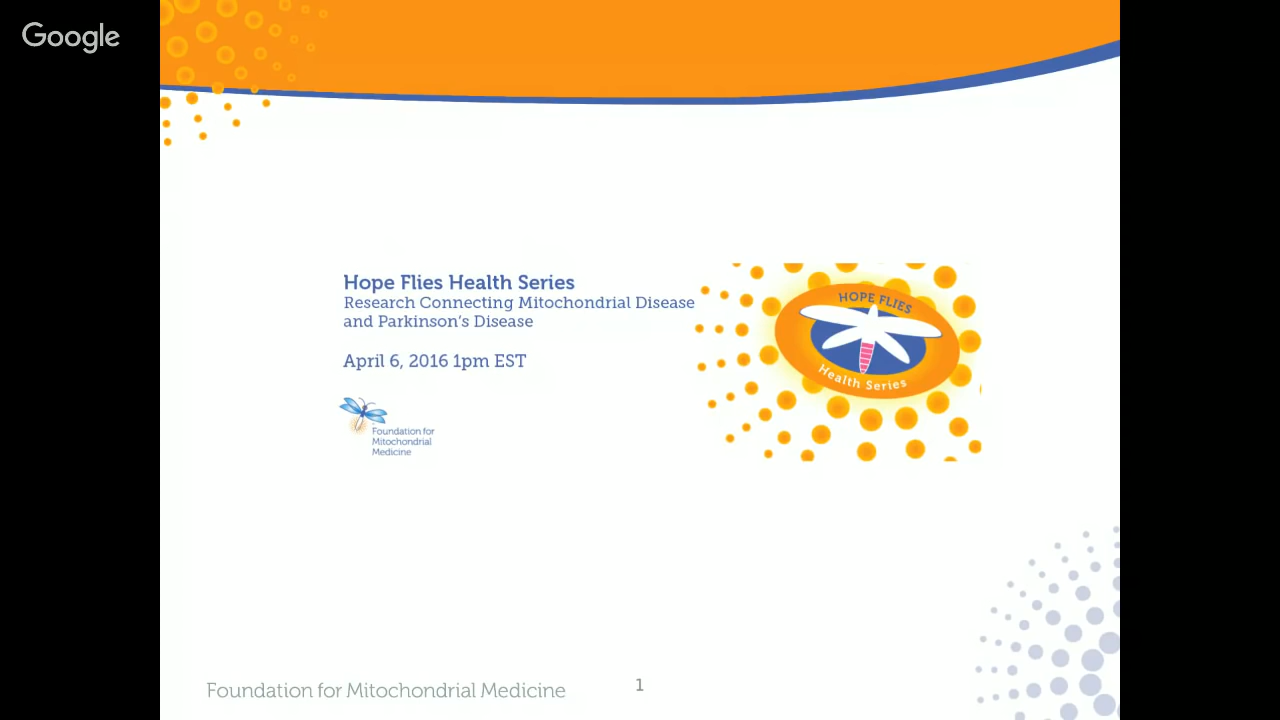 Google
Hope Flies Health Series
Research Connecting Mitochondrial Disease
and Parkinson's Disease
April 6, 2016 1pm EST
Foundation for
Mitochondrial
Medicine
HOPE FLIES
Health Series
Foundation for Mitochondrial Medicine
1